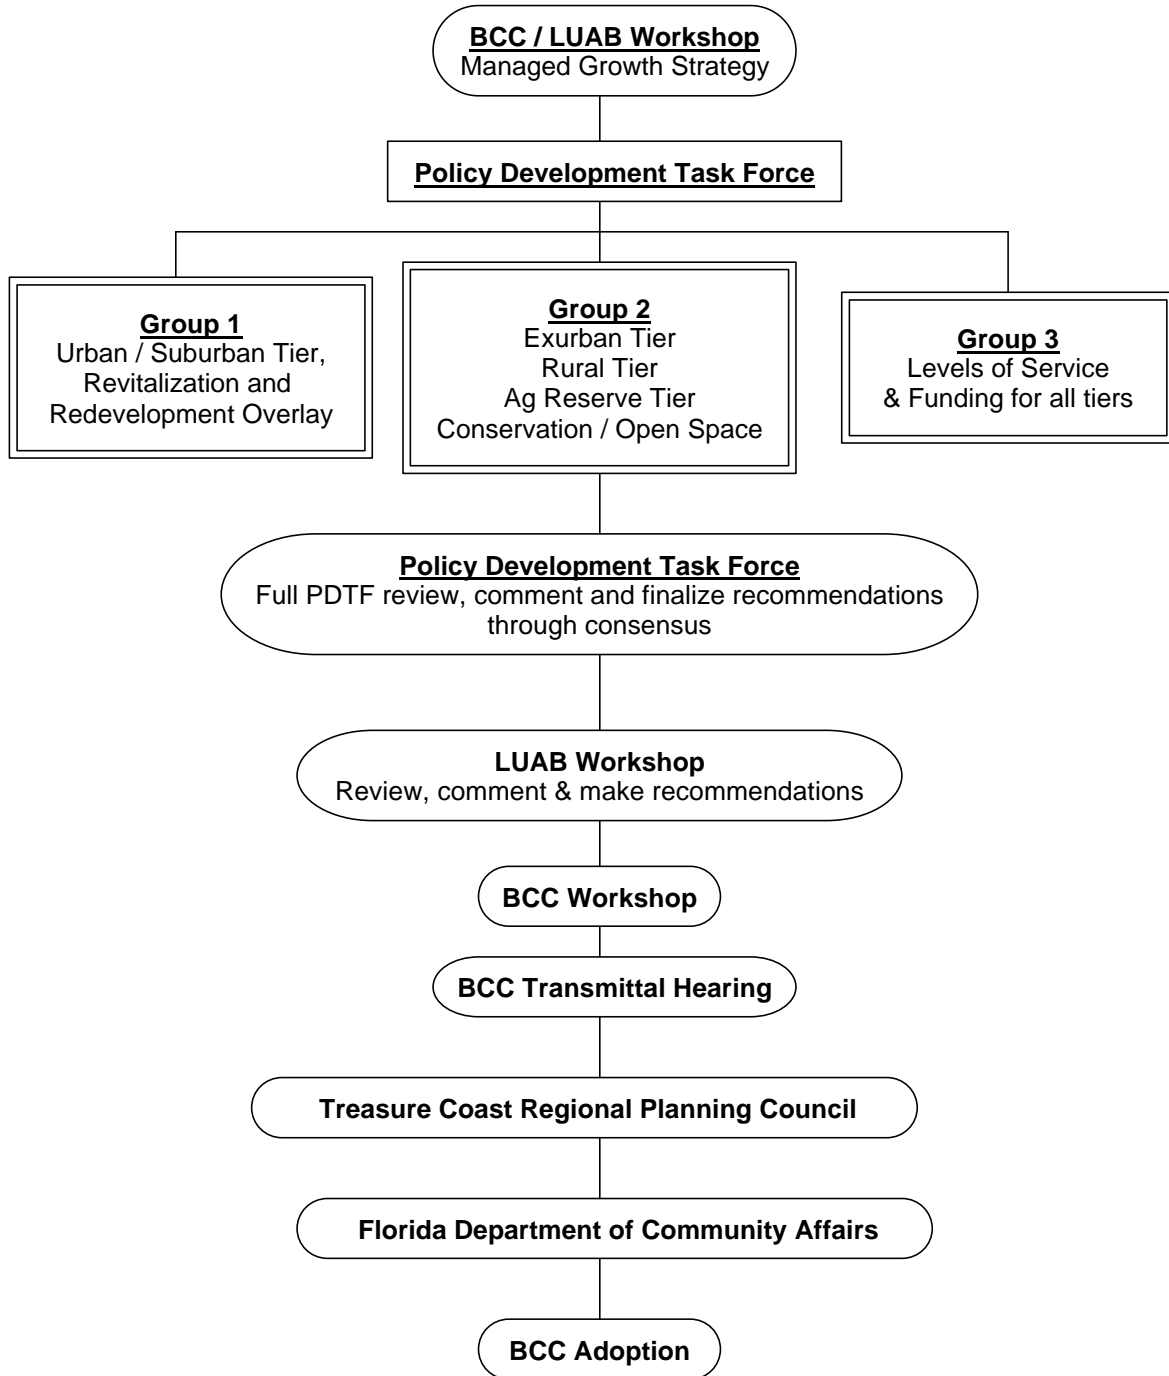 BCC / LUAB Workshop
Managed Growth Strategy
Policy Development Task Force
Group 1
Urban / Suburban Tier,
Revitalization and
Redevelopment Overlay
Group 2
Exurban Tier
Rural Tier
Ag Reserve Tier
Conservation / Open Space
Group 3
Levels of Service
& Funding for all tiers
Policy Development Task Force
Full PDTF review, comment and finalize recommendations
through consensus
LUAB Workshop
Review, comment & make recommendations
BCC Workshop
BCC Transmittal Hearing
Treasure Coast Regional Planning Council
Florida Department of Community Affairs
BCC Adoption